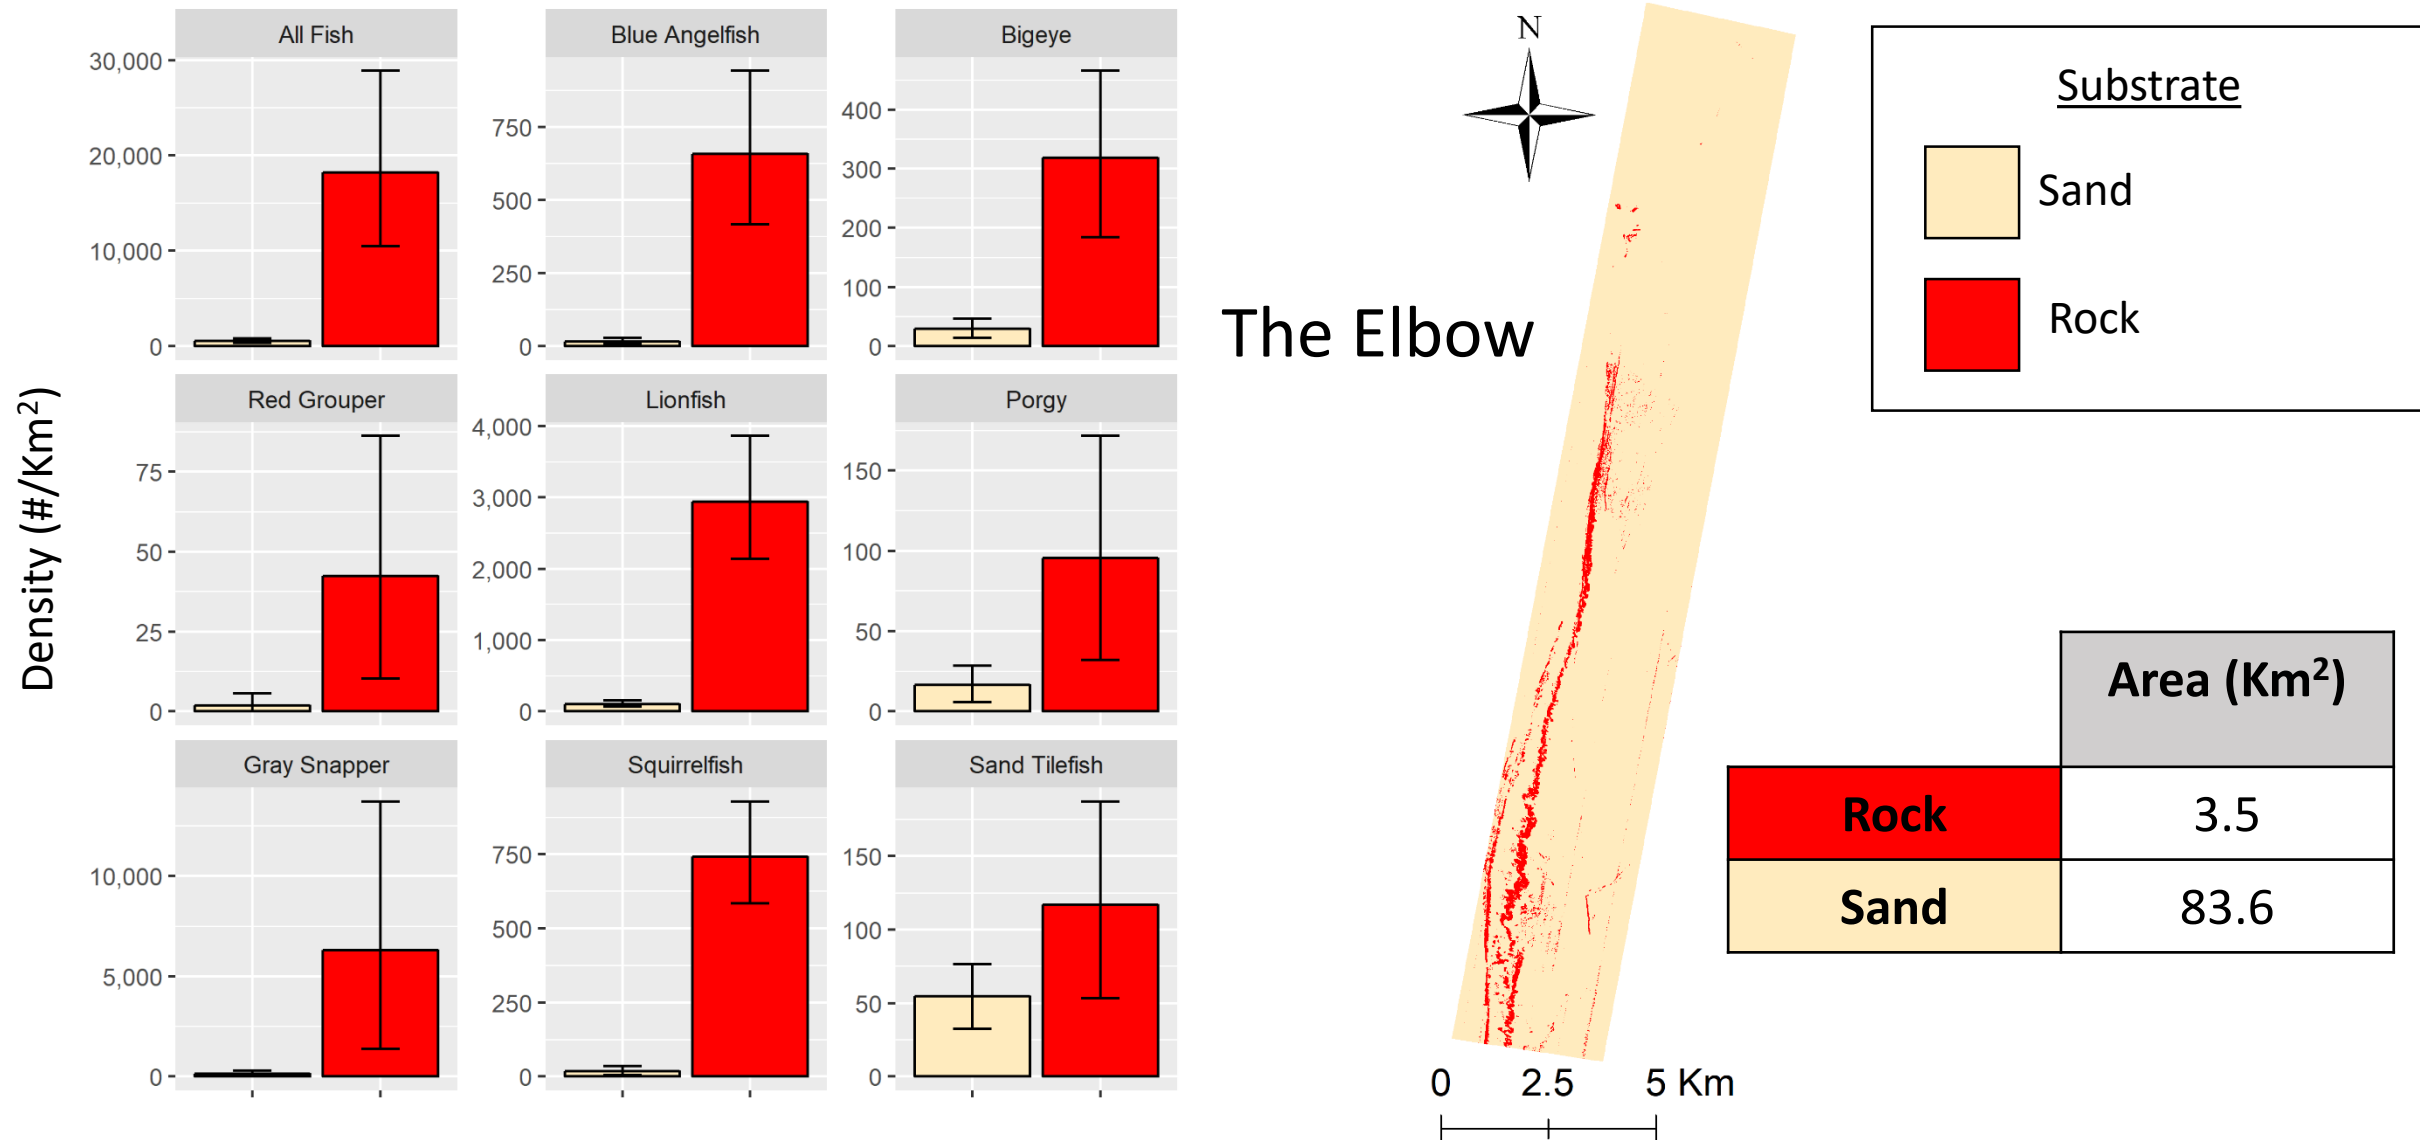 All Fish
Blue Angelfish
Bigeye
30,000
20,000
10,000
0
750
500
250
0
400
300
200
100
0
Red Grouper
Lionfish
Porgy
75
50
25
0
4,000
3,000
2,000
1,000
0
150
100
50
0
Gray Snapper
Squirrelfish
Sand Tilefish
10,000
5,000
0
750
500
250
0
150
100
50
0
Density (#/Km²)
N
The Elbow
0 2.5 5 Km
Substrate
Sand
Rock
Area (Km²)
Rock 3.5
Sand 83.6